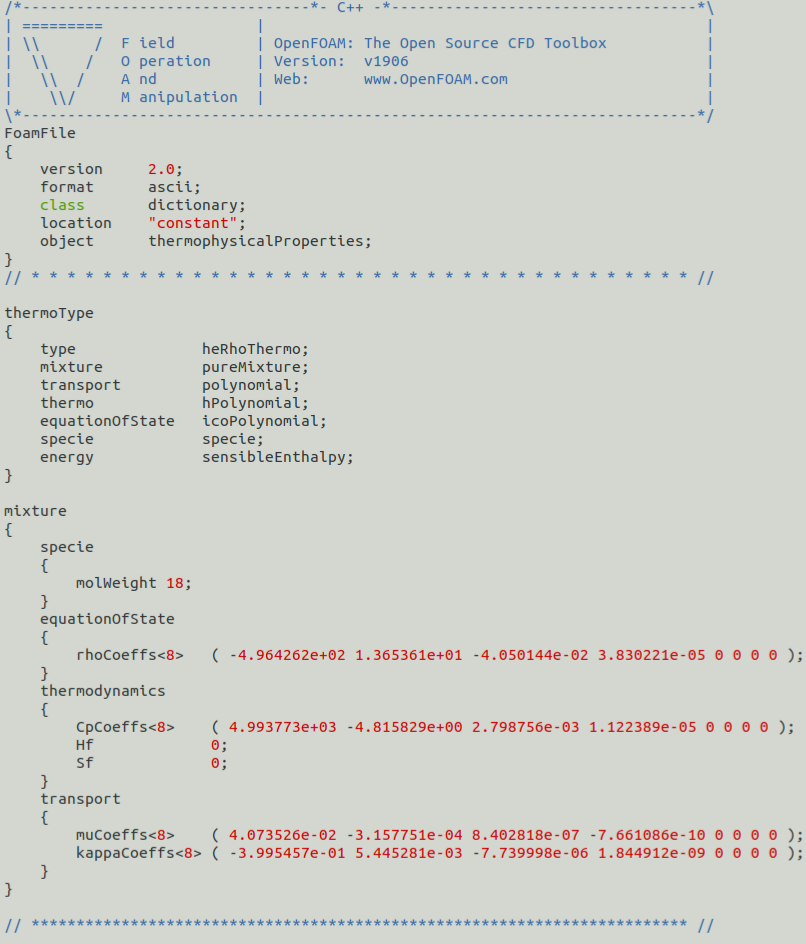 /*--------------------------------*- C++ -*----------------------------------*\
| =========                 |                                                 |
| \\      /  F ield         | OpenFOAM: The Open Source CFD Toolbox           |
|  \\    /   O peration     | Version:  v1906                                 |
|   \\  /    A nd           | Web:      www.OpenFOAM.com                      |
|    \\/     M anipulation  |                                                 |
\*---------------------------------------------------------------------------*/
FoamFile
{
    version     2.0;
    format      ascii;
    class       dictionary;
    location    "constant";
    object      thermophysicalProperties;
}
// * * * * * * * * * * * * * * * * * * * * * * * * * * * * * * * * * * * * * //

thermoType
{
    type              heRhoThermo;
    mixture           pureMixture;
    transport         polynomial;
    thermo            hPolynomial;
    equationOfState   icoPolynomial;
    specie            specie;
    energy            sensibleEnthalpy;
}

mixture
{
    specie
    {
        molWeight 18;
    }
    equationOfState
    {
        rhoCoeffs<8>   ( -4.964262e+02 1.365361e+01 -4.050144e-02 3.830221e-05 0 0 0 0 );
    }
    thermodynamics
    {
        CpCoeffs<8>    ( 4.993773e+03 -4.815829e+00 2.798756e-03 1.122389e-05 0 0 0 0 );
        Hf             0;
        Sf             0;
    }
    transport
    {
        muCoeffs<8>    ( 4.073526e-02 -3.157751e-04 8.402818e-07 -7.661086e-10 0 0 0 0 );
        kappaCoeffs<8> ( -3.995457e-01 5.445281e-03 -7.739998e-06 1.844912e-09 0 0 0 0 );
    }
}

// ************************************************************************* //